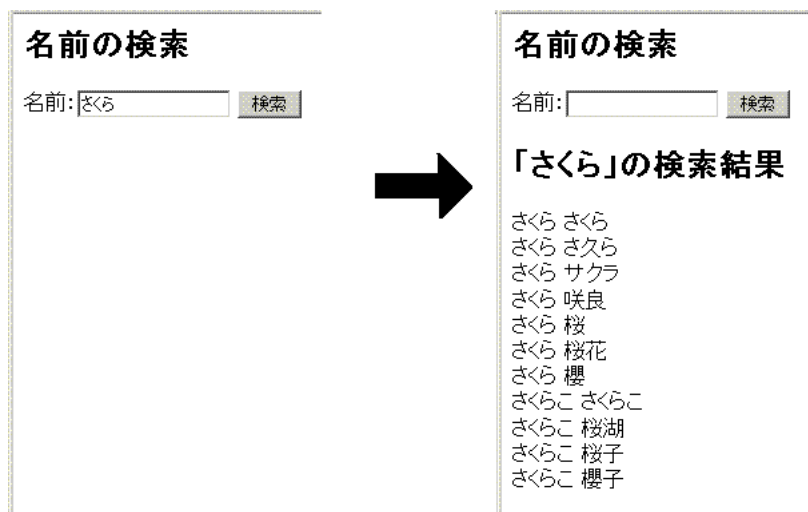 名前の検索
名前: さくら 検索
名前の検索
名前: 検索
「さくら」の検索結果
さくら さくら
さくら さ久ら
さくら サクラ
さくら 咲良
さくら 桜
さくら 桜花
さくら 櫻
さくらこ さくらこ
さくらこ 桜湖
さくらこ 桜子
さくらこ 櫻子